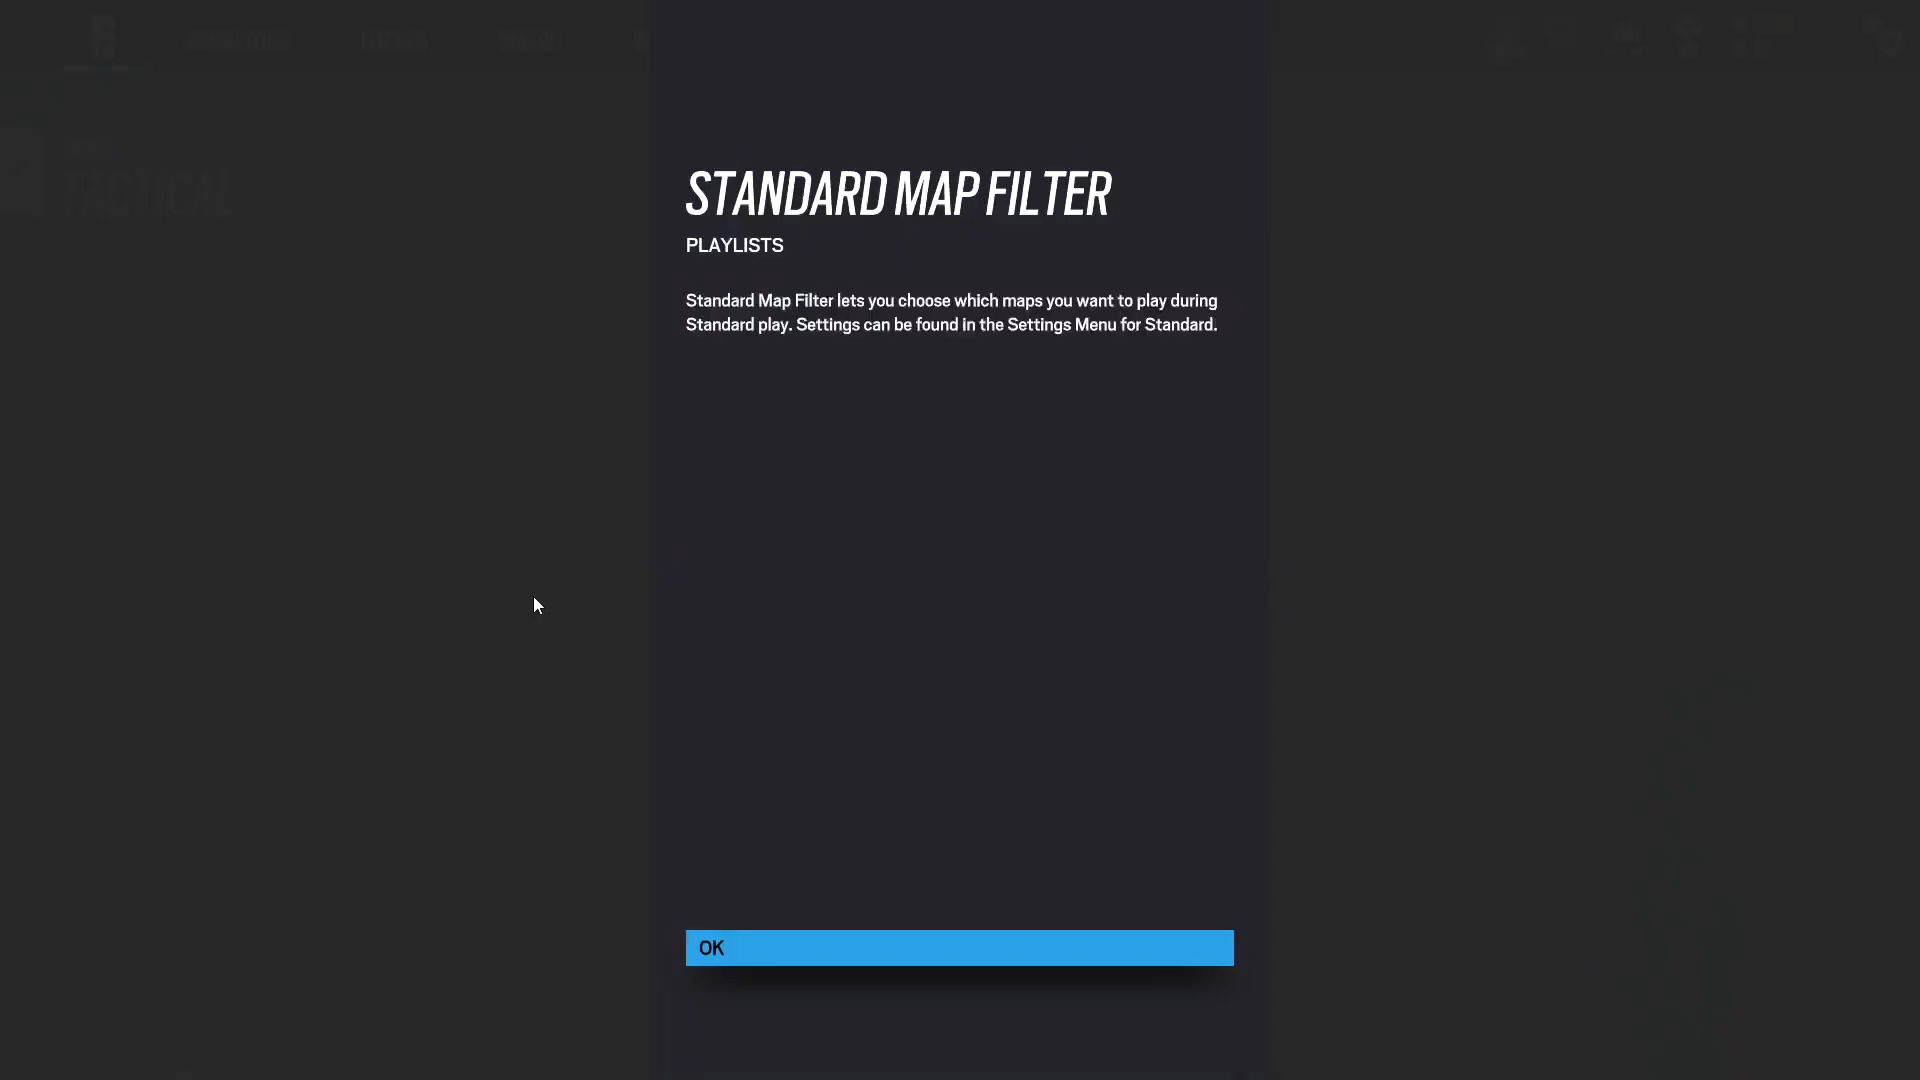 TACTICAL
STANDARD MAP FILTER
PLAYLISTS
Standard Map Filter lets you choose which maps you want to play during
Standard play. Settings can be found in the Settings Menu for Standard.
OK